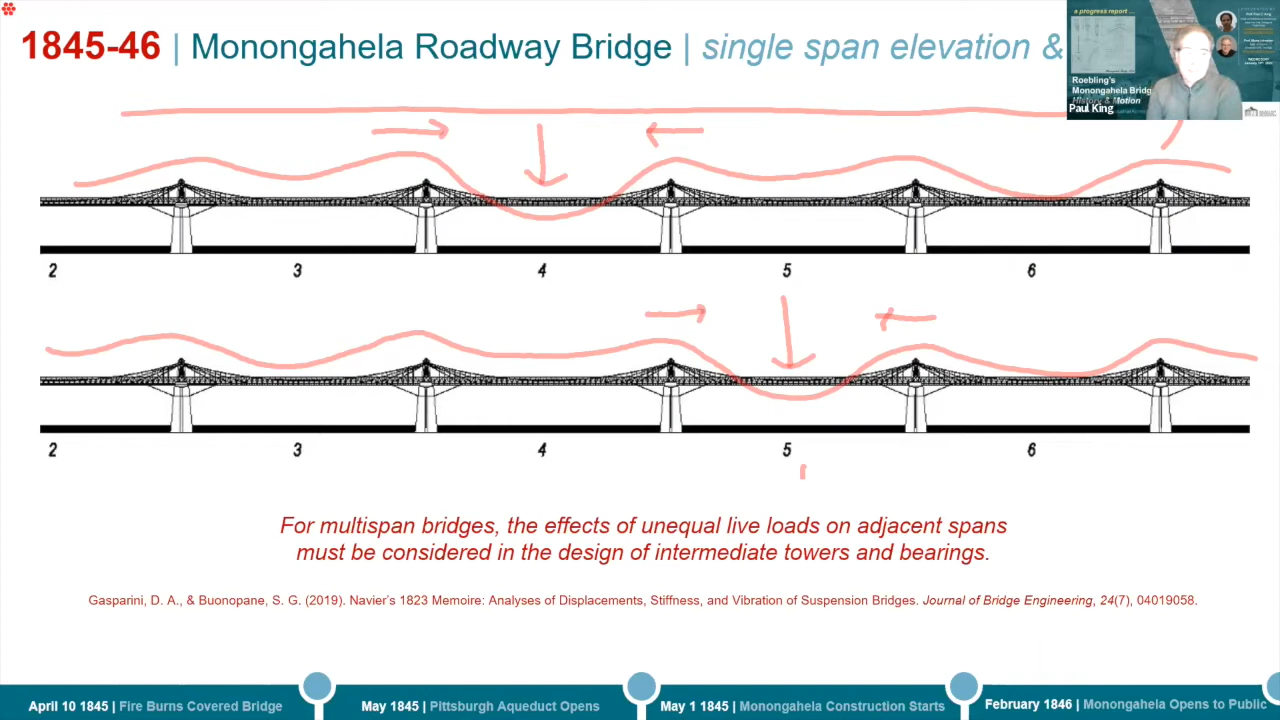 1845-46 | Monongahela Roadway Bridge | single span elevation &
a progress report ...
Roebling's
Monongahela Bridg
History & Motion
Paul King
2 3 4 5 6
2 3 4 5 6
For multispan bridges, the effects of unequal live loads on adjacent spans
must be considered in the design of intermediate towers and bearings.
Gasparini, D. A., & Buonopane, S. G. (2019). Navier's 1823 Memoire: Analyses of Displacements, Stiffness, and Vibration of Suspension Bridges. Journal of Bridge Engineering, 24(7), 04019058.
April 10 1845 | Fire Burns Covered Bridge
May 1845 | Pittsburgh Aqueduct Opens
May 1 1845 | Monongahela Construction Starts
February 1846 | Monongahela Opens to Public